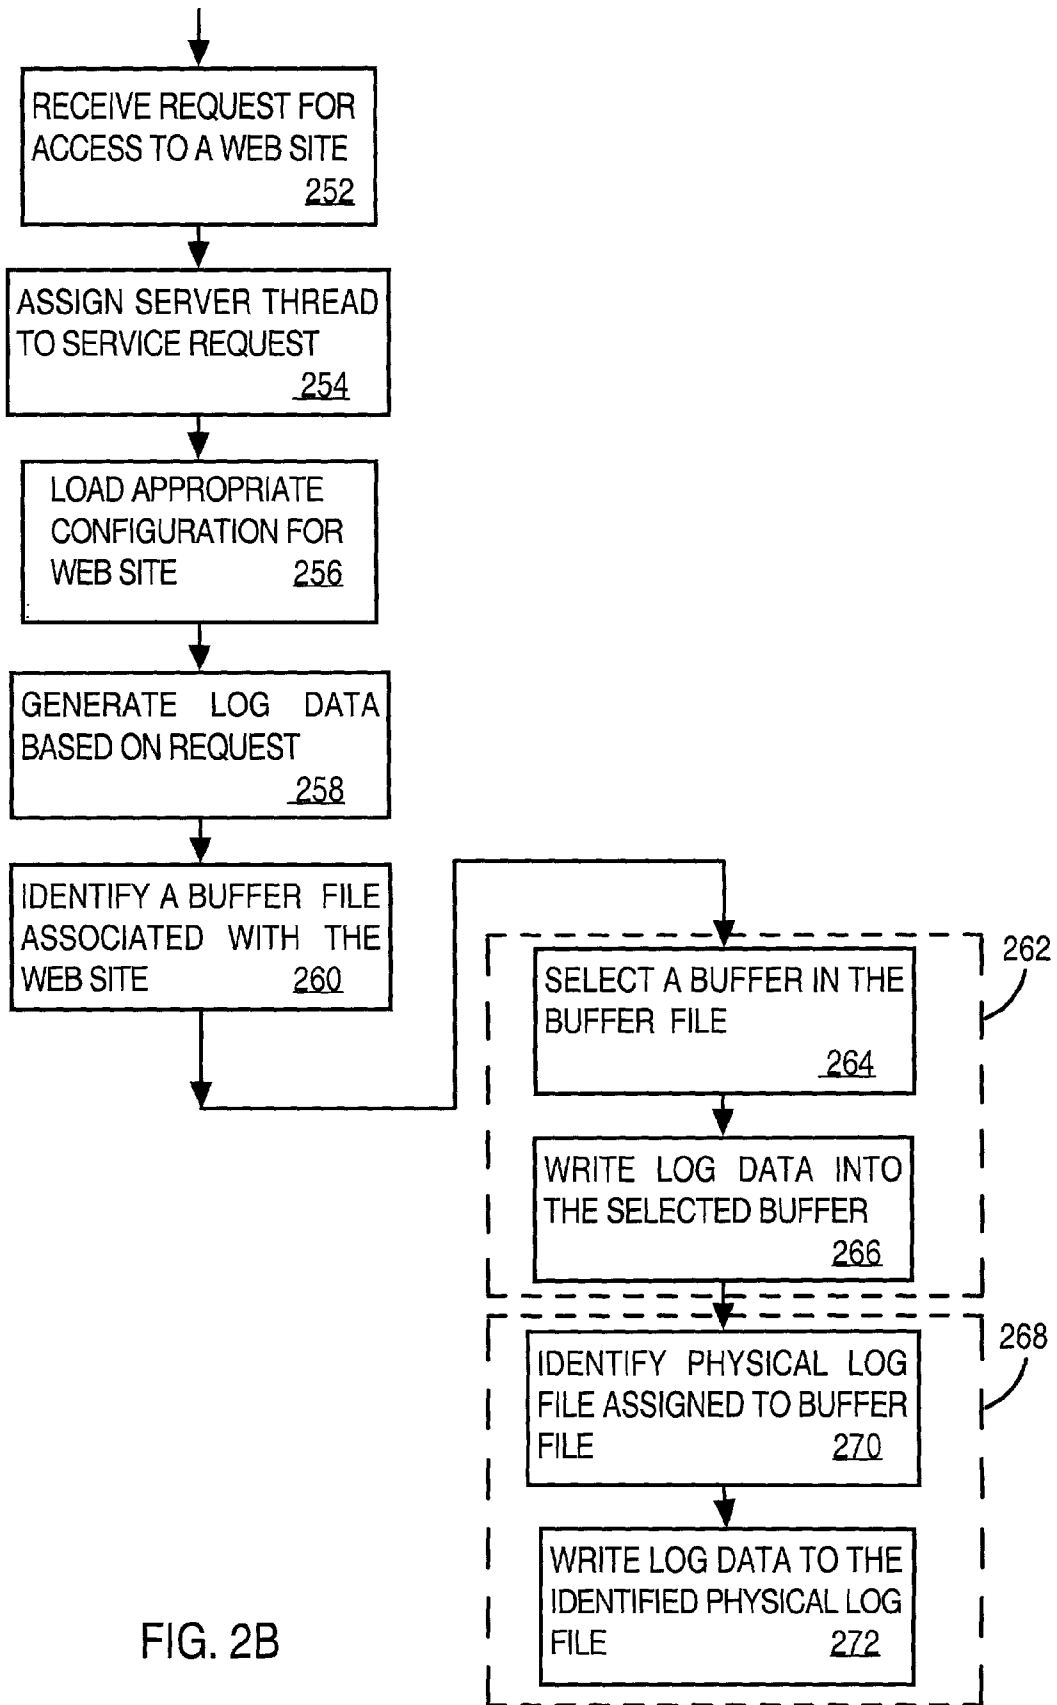 RECEIVE REQUEST FOR
ACCESS TO A WEB SITE
252
ASSIGN SERVER THREAD
TO SERVICE REQUEST
254
LOAD APPROPRIATE
CONFIGURATION FOR
WEB SITE 256
GENERATE LOG DATA
BASED ON REQUEST
258
IDENTIFY A BUFFER FILE
ASSOCIATED WITH THE
WEB SITE 260
262
SELECT A BUFFER IN THE
BUFFER FILE
264
WRITE LOG DATA INTO
THE SELECTED BUFFER
266
268
IDENTIFY PHYSICAL LOG
FILE ASSIGNED TO BUFFER
FILE 270
WRITE LOG DATA TO THE
IDENTIFIED PHYSICAL LOG
FILE 272
FIG. 2B